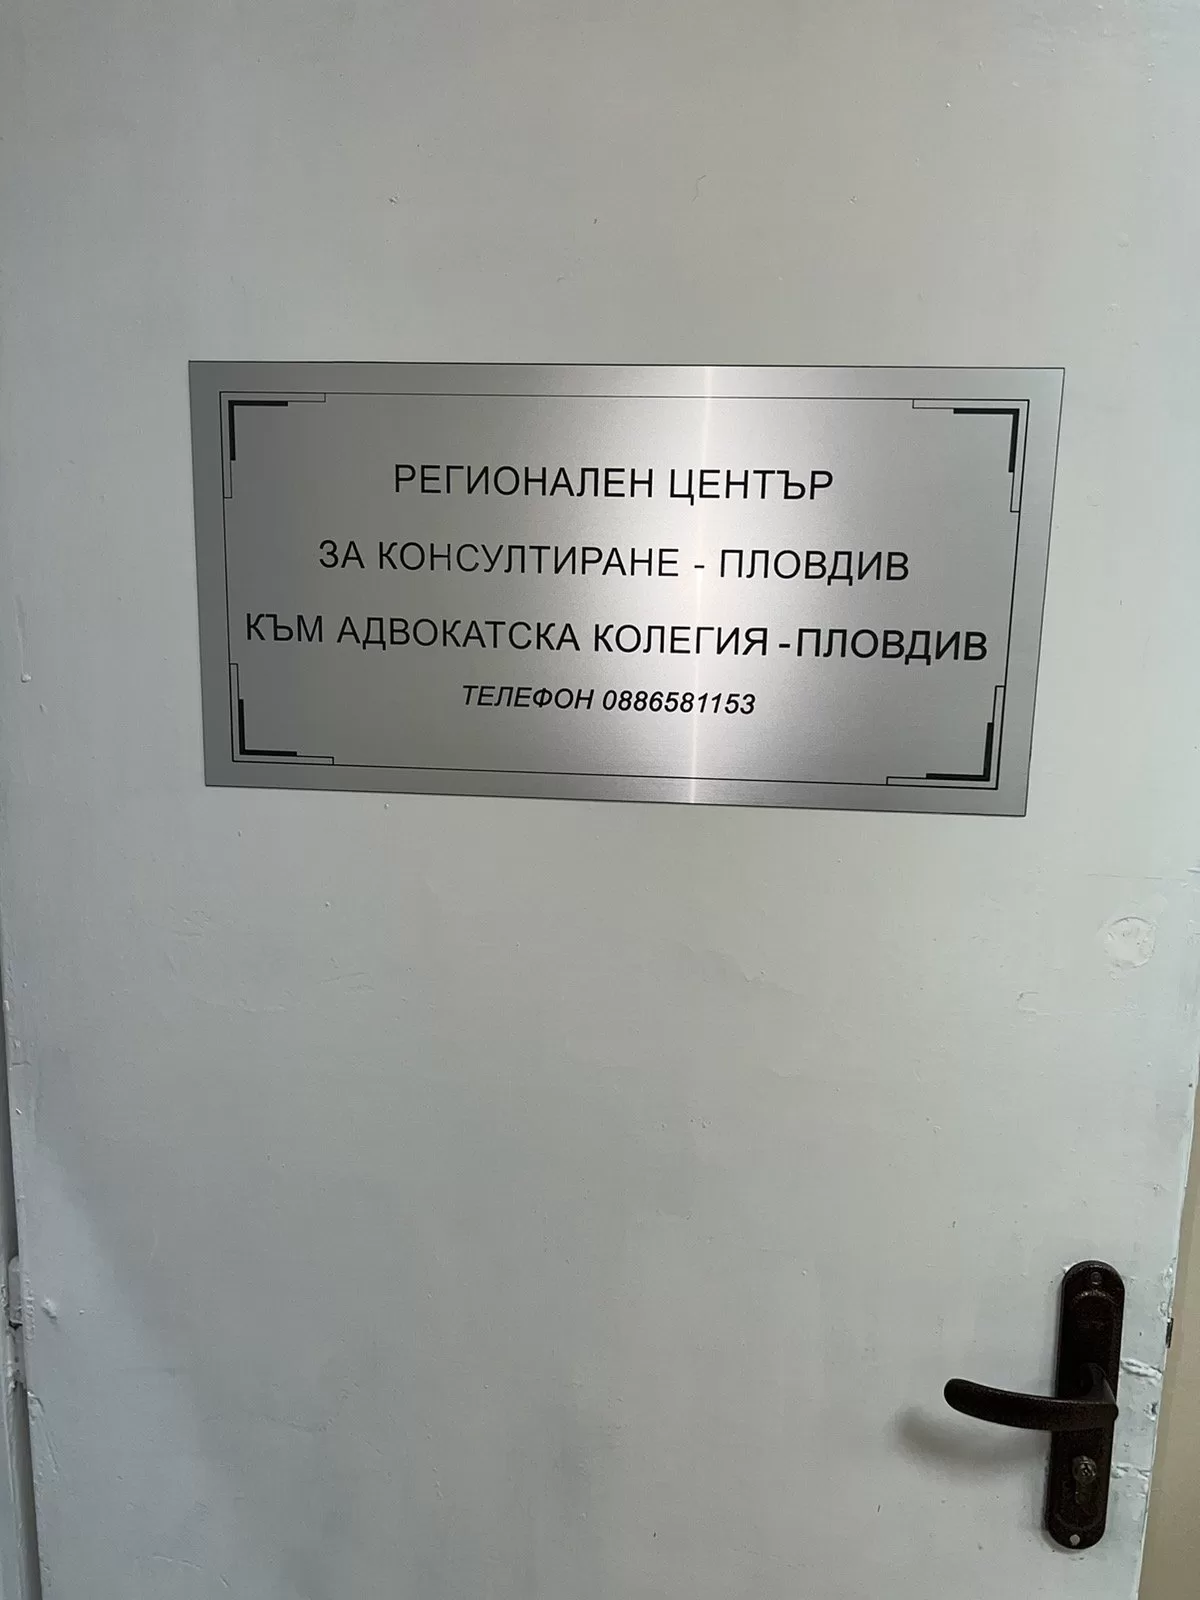 РЕГИОНАЛЕН ЦЕНТЪР
ЗА КОНСУЛТИРАНЕ - ПЛОВДИВ
КЪМ АДВОКАТСКА КОЛЕГИЯ -ПЛОВДИВ
ТЕЛЕФОН 0886581153